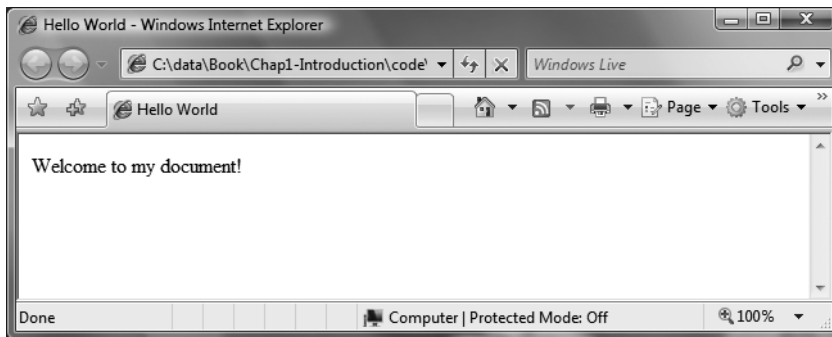 Hello World - Windows Internet Explorer
C:\data\Book\Chap1-Introduction\code\ Windows Live
Hello World Page Tools »
Welcome to my document!
Done Computer | Protected Mode: Off 100%